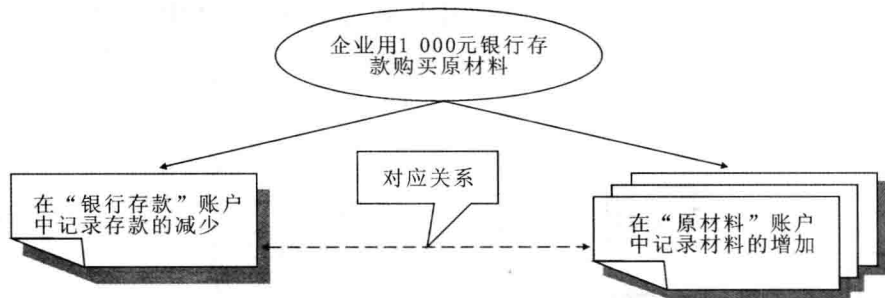 企业用1 000元银行存
款购买原材料
对应关系
在“银行存款”账户
中记录存款的减少
在“原材料”账户
中记录材料的增加